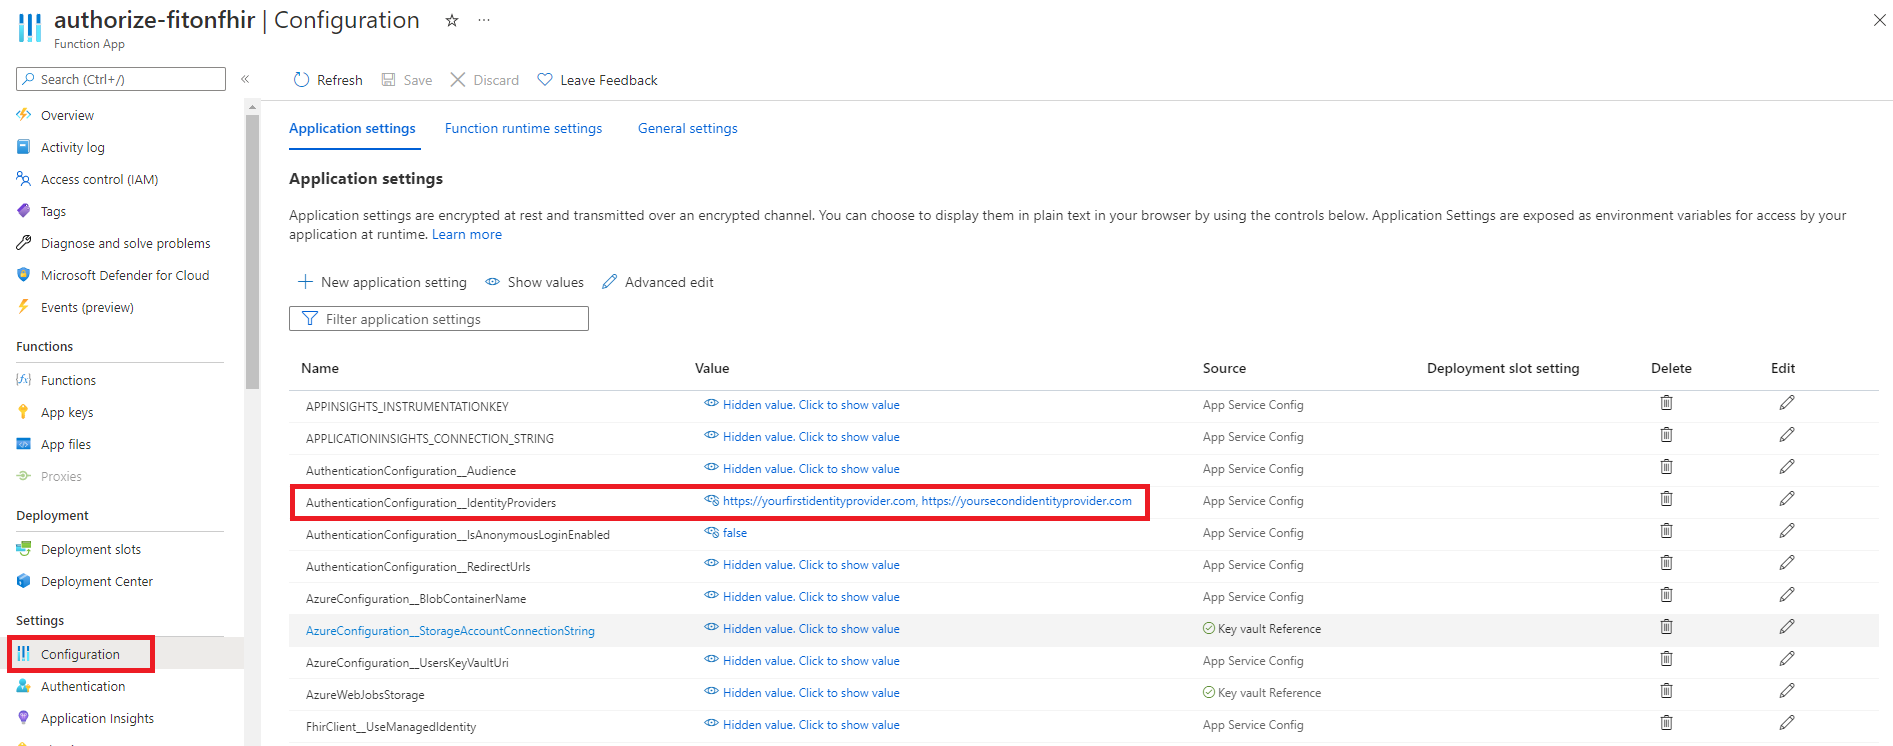 authorize-fitonfhir | Configuration
Function App
Search (Ctrl+/)
Overview
Activity log
Access control (IAM)
Tags
Diagnose and solve problems
Microsoft Defender for Cloud
Events (preview)
Functions
Functions
App keys
App files
Proxies
Deployment
Deployment slots
Deployment Center
Settings
Configuration
Authentication
Application Insights
Refresh Save Discard Leave Feedback
Application settings Function runtime settings General settings
Application settings
Application settings are encrypted at rest and transmitted over an encrypted channel. You can choose to display them in plain text in your browser by using the controls below. Application Settings are exposed as environment variables for access by your
application at runtime. Learn more
New application setting Show values Advanced edit
Filter application settings
Name Value Source Deployment slot setting Delete Edit
APPINSIGHTS_INSTRUMENTATIONKEY Hidden value. Click to show value App Service Config
APPLICATIONINSIGHTS_CONNECTION_STRING Hidden value. Click to show value App Service Config
AuthenticationConfiguration__Audience Hidden value. Click to show value App Service Config
AuthenticationConfiguration__IdentityProviders https://yourfirstidentityprovider.com, https://yoursecondidentityprovider.com App Service Config
AuthenticationConfiguration__IsAnonymousLoginEnabled false App Service Config
AuthenticationConfiguration__RedirectUrls Hidden value. Click to show value App Service Config
AzureConfiguration__BlobContainerName Hidden value. Click to show value App Service Config
AzureConfiguration__StorageAccountConnectionString Hidden value. Click to show value Key vault Reference
AzureConfiguration__UsersKeyVaultUri Hidden value. Click to show value App Service Config
AzureWebJobsStorage Hidden value. Click to show value Key vault Reference
FhirClient__UseManagedIdentity Hidden value. Click to show value App Service Config